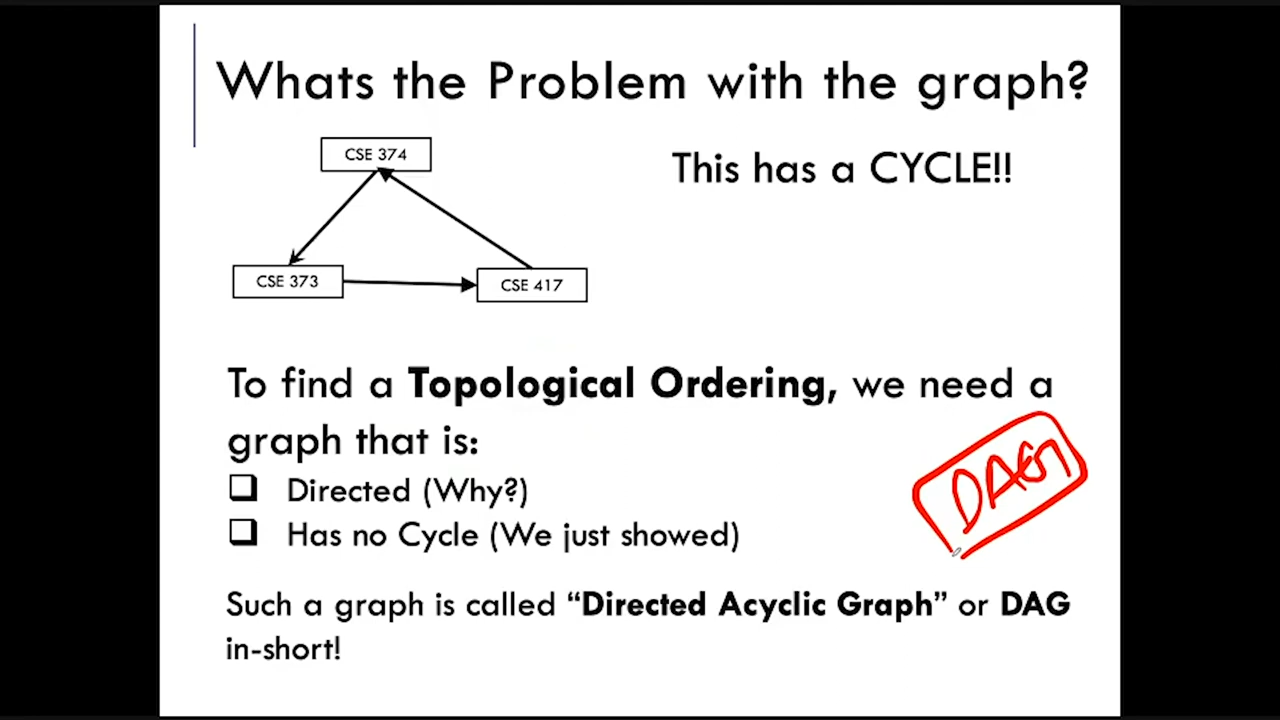 Whats the Problem with the graph?
CSE 374
This has a CYCLE!!
CSE 373
CSE 417
To find a Topological Ordering, we need a
graph that is:
Directed (Why?)
Has no Cycle (We just showed)
DAG
Such a graph is called “Directed Acyclic Graph” or DAG
in-short!